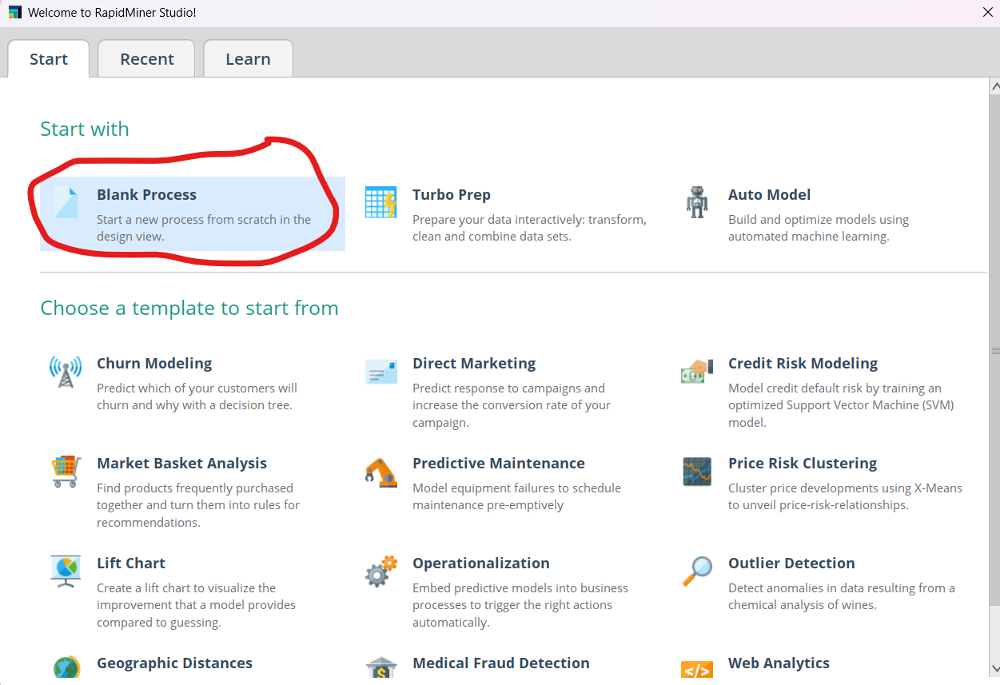 Welcome to RapidMiner Studio!
Start
Recent
Learn
Start with
Blank Process
Start a new process from scratch in the
design view.
Turbo Prep
Prepare your data interactively: transform,
clean and combine data sets.
Auto Model
Build and optimize models using
automated machine learning.
Choose a template to start from
Churn Modeling
Predict which of your customers will
churn and why with a decision tree.
Direct Marketing
Predict response to campaigns and
increase the conversion rate of your
campaign.
Credit Risk Modeling
Model credit default risk by training an
optimized Support Vector Machine (SVM)
model.
Market Basket Analysis
Find products frequently purchased
together and turn them into rules for
recommendations.
Predictive Maintenance
Model equipment failures to schedule
maintenance pre-emptively
Price Risk Clustering
Cluster price developments using X-Means
to unveil price-risk-relationships.
Lift Chart
Create a lift chart to visualize the
improvement that a model provides
compared to guessing.
Operationalization
Embed predictive models into business
processes to trigger the right actions
automatically.
Outlier Detection
Detect anomalies in data resulting from a
chemical analysis of wines.
Geographic Distances
Medical Fraud Detection
Web Analytics